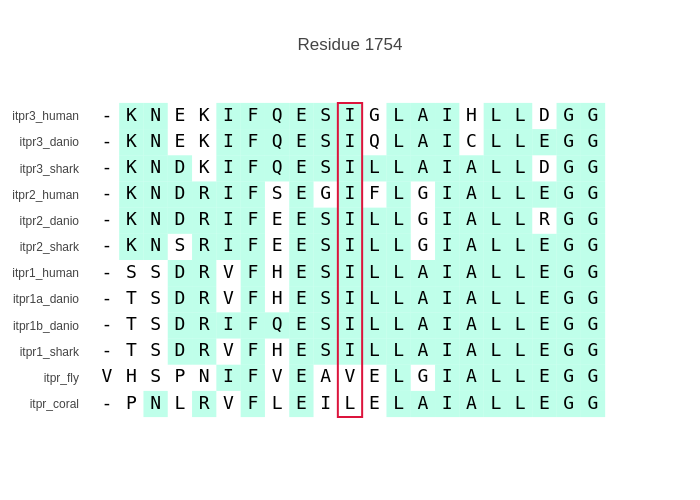 Residue 1754
itpr3_human - K N E K I F Q E S I G L A I H L L D G G
itpr3_danio - K N E K I F Q E S I Q L A I C L L E G G
itpr3_shark - K N D K I F Q E S I L L A I A L L D G G
itpr2_human - K N D R I F S E G I F L G I A L L E G G
itpr2_danio - K N D R I F E E S I L L G I A L L R G G
itpr2_shark - K N S R I F E E S I L L G I A L L E G G
itpr1_human - S S D R V F H E S I L L A I A L L E G G
itpr1a_danio - T S D R V F H E S I L L A I A L L E G G
itpr1b_danio - T S D R I F Q E S I L L A I A L L E G G
itpr1_shark - T S D R V F H E S I L L A I A L L E G G
itpr_fly V H S P N I F V E A V E L G I A L L E G G
itpr_coral - P N L R V F L E I L E L A I A L L E G G